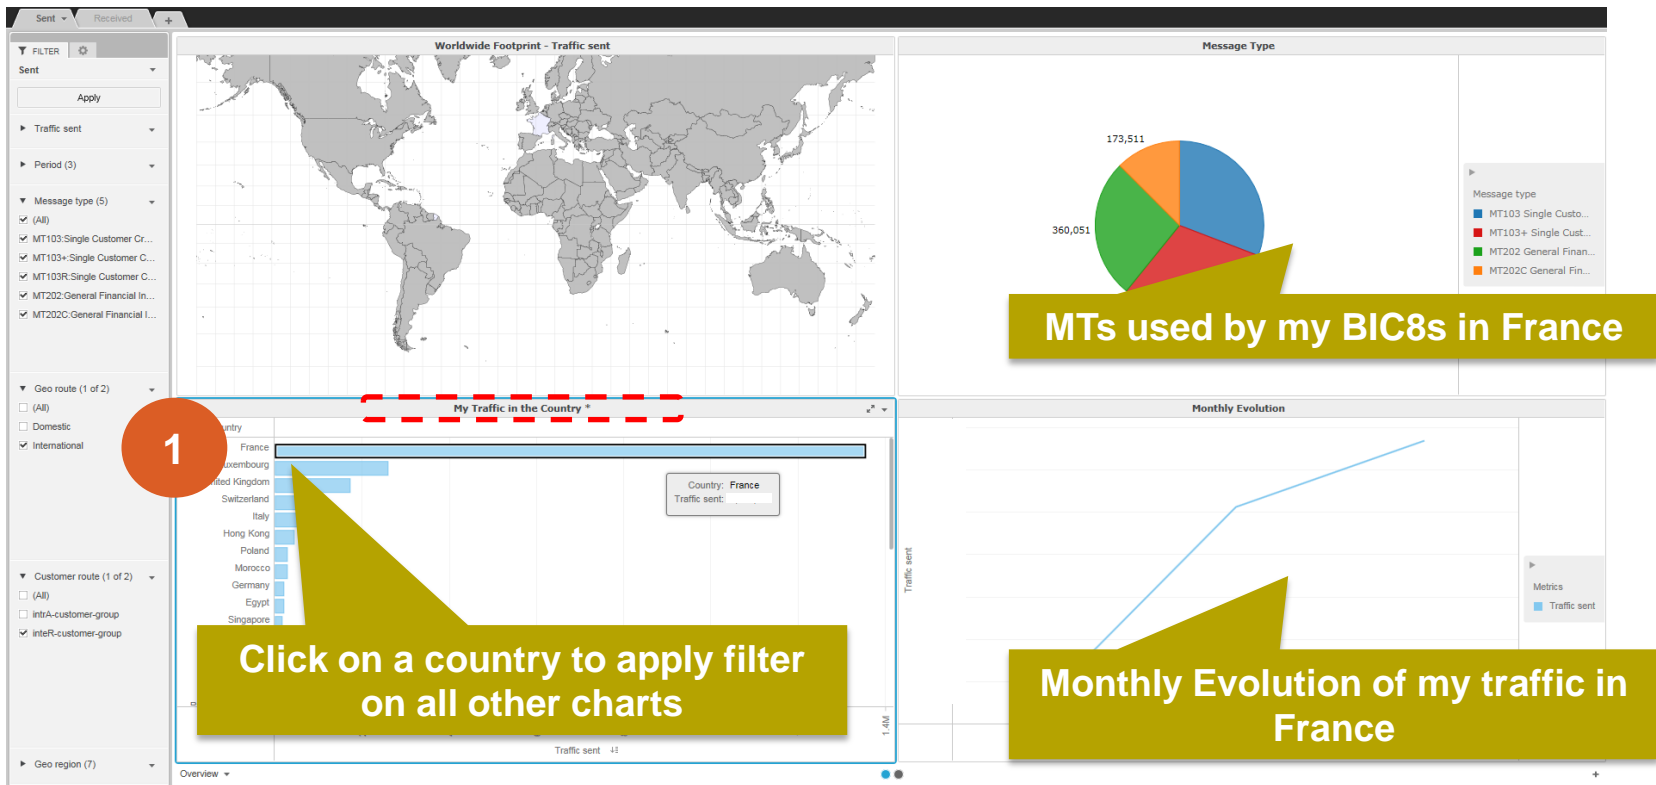 Sent
Received
+
FILTER
Sent
Apply
Traffic sent
Period (3)
Message type (5)
(All)
MT103:Single Customer Cr...
MT103+:Single Customer C...
MT103R:Single Customer C...
MT202:General Financial In...
MT202C:General Financial I...
Geo route (1 of 2)
(All)
Domestic
International
Customer route (1 of 2)
(All)
intrA-customer-group
inteR-customer-group
Geo region (7)
Worldwide Footprint - Traffic sent
Message Type
173,511
360,051
Message type
MT103 Single Custo...
MT103+ Single Cust...
MT202 General Finan...
MT202C General Fin...
MTs used by my BIC8s in France
My Traffic in the Country *
1
France
Switzerland
Italy
Hong Kong
Poland
Morocco
Germany
Egypt
Singapore
Country: France
Traffic sent:
Click on a country to apply filter
on all other charts
1.4M
Traffic sent
Monthly Evolution
Traffic sent
Metrics
Traffic sent
Monthly Evolution of my traffic in
France
Overview
+